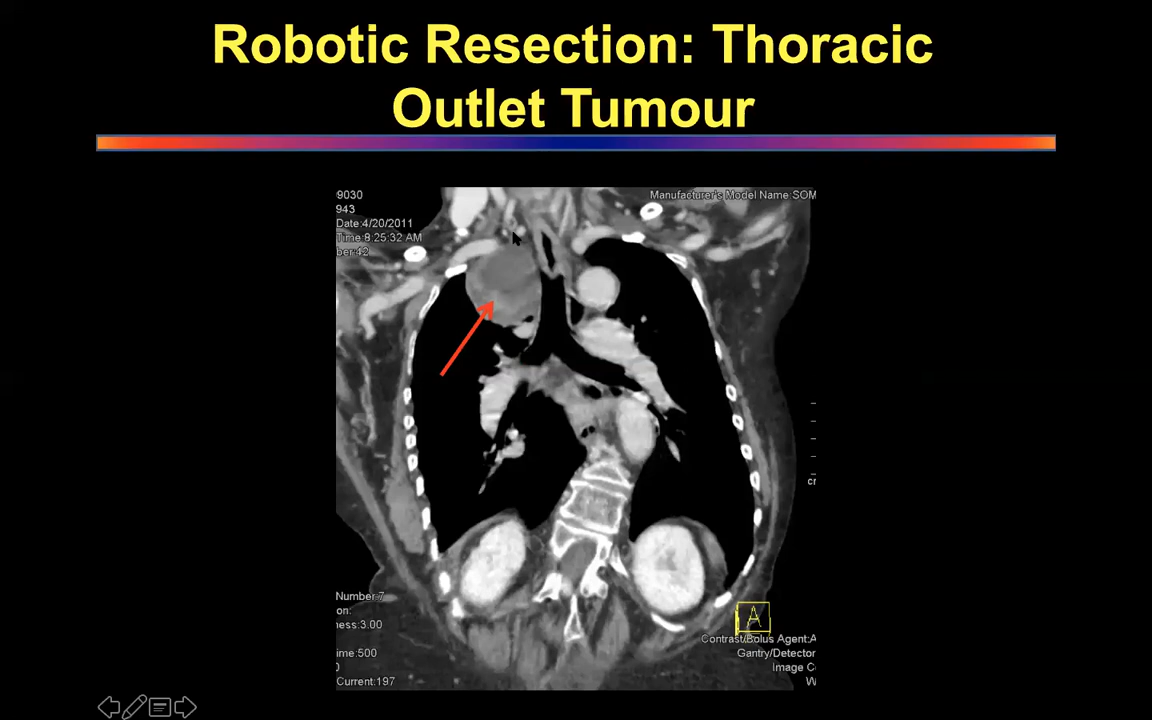 Robotic Resection: Thoracic
Outlet Tumour
9030
943
Date:4/20/2011
Time:8:25:32 AM
ber:42
Manufacturer's Model Name:SOM
cr
Number:7
on:
ness:3.00
ime:500
0
Current:197
A
Contrast/Bolus Agent:A
Gantry/Detector
Image Co
W